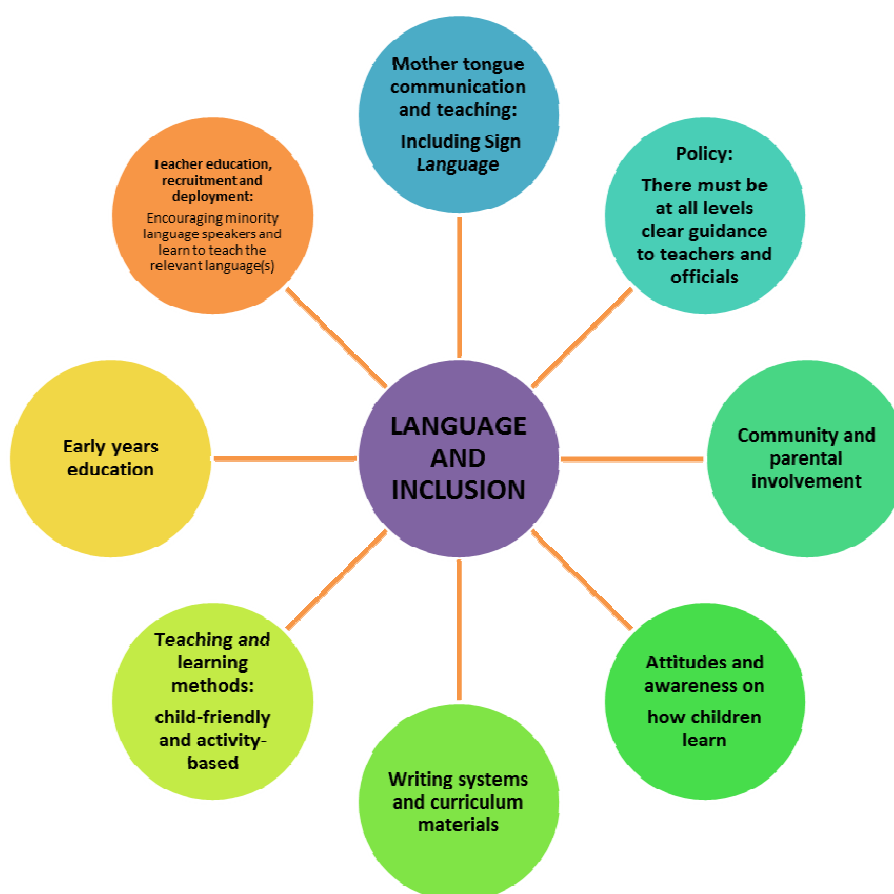 Mother tongue
communication
and teaching:
Including Sign
Language
Policy:
There must be
at all levels
clear guidance
to teachers and
officials
Community and
parental
involvement
Attitudes and
awareness on
how children
learn
Writing systems
and curriculum
materials
Teaching and
learning
methods:
child-friendly
and activity-
based
Early years
education
Teacher education,
recruitment and
deployment:
Encouraging minority
language speakers and
learn to teach the
relevant language(s)
LANGUAGE
AND
INCLUSION